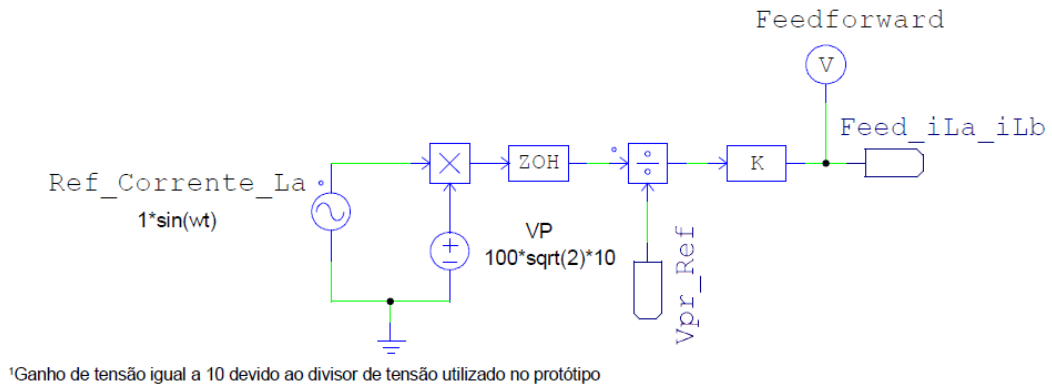 Feedforward
V
Feed_iLa_iLb
Ref_Corrente_La
1*sin(wt)
ZOH
K
VP
100*sqrt(2)*10
Vpr_Ref
¹Ganho de tensão igual a 10 devido ao divisor de tensão utilizado no protótipo